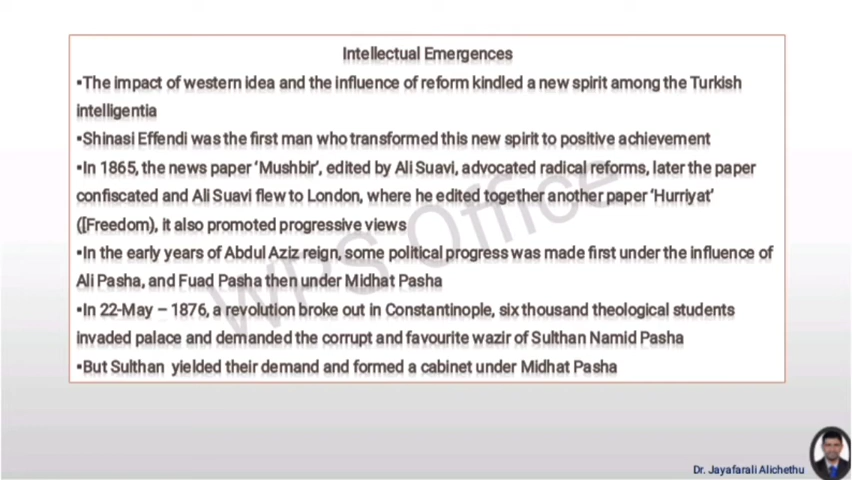 Intellectual Emergences
▪The impact of western idea and the influence of reform kindled a new spirit among the Turkish
intelligentia
▪Shinasi Effendi was the first man who transformed this new spirit to positive achievement
▪In 1865, the news paper ‘Mushbir’, edited by Ali Suavi, advocated radical reforms, later the paper
confiscated and Ali Suavi flew to London, where he edited together another paper ‘Hurriyat’
([Freedom), it also promoted progressive views
▪In the early years of Abdul Aziz reign, some political progress was made first under the influence of
Ali Pasha, and Fuad Pasha then under Midhat Pasha
▪In 22-May – 1876, a revolution broke out in Constantinople, six thousand theological students
invaded palace and demanded the corrupt and favourite wazir of Sulthan Namid Pasha
▪But Sulthan yielded their demand and formed a cabinet under Midhat Pasha
WPS Office
Dr. Jayafarali Alichethu